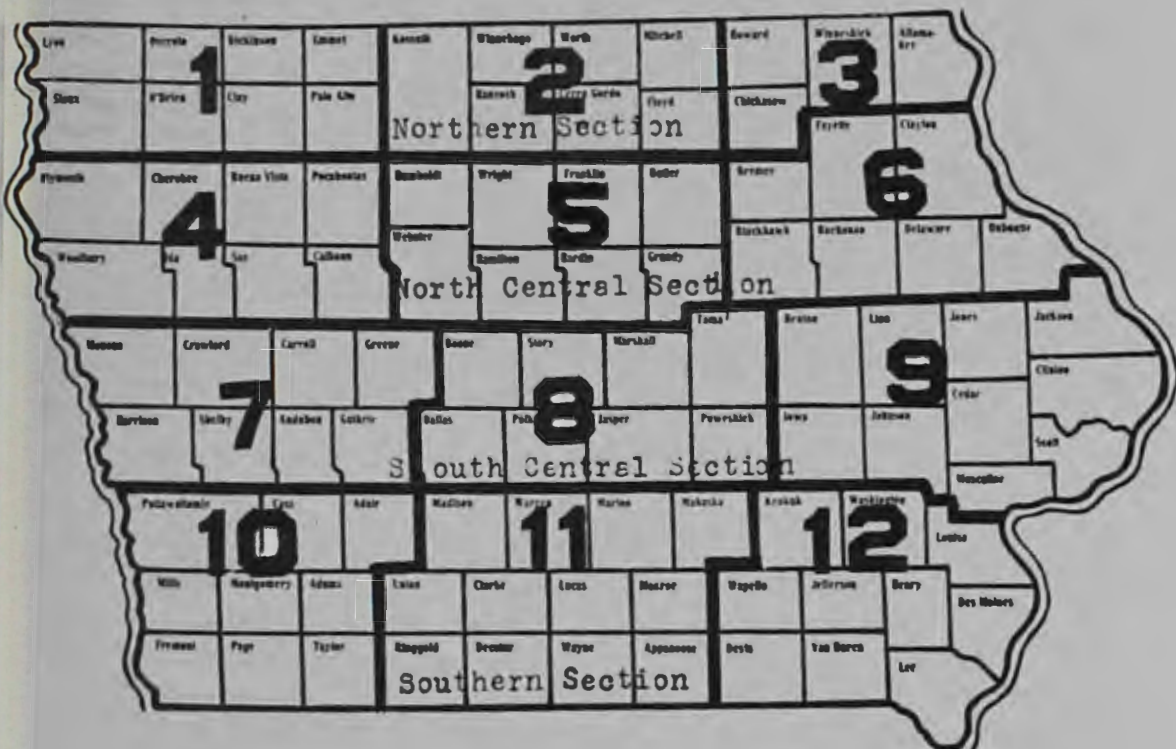 Lyon Osceola Dickinson Emmet Kossuth Winnebago Worth Mitchell Howard Winneshiek Allama-
kee
1 2 3
Sioux O'Brien Clay Palo Alto Hancock Cerro Gordo Floyd Chickasaw
Northern Section
Fayette Clayton
Plymouth Cherokee Buena Vista Pocahontas Humboldt Wright Franklin Butler Bremer
4 5 6
Woodbury Ida Sac Calhoun Webster Hamilton Hardin Grundy Blackhawk Buchanan Delaware Dubuque
North Central Section
Monona Crawford Carroll Greene Boone Story Marshall Tama Benton Linn Jones Jackson
7 8 9
Clinton
Cedar
Harrison Shelby Audubon Guthrie Dallas Polk Jasper Poweshiek Iowa Johnson
Scott
South Central Section
Muscatine
Pottawattamie Cass Adair Madison Warren Marion Mahaska Keokuk Washington
10 11 12
Louisa
Mills Montgomery Adams Union Clarke Lucas Monroe Wapello Jefferson Henry
Des Moines
Fremont Page Taylor Ringgold Decatur Wayne Appanoose Davis Van Buren
Lee
Southern Section